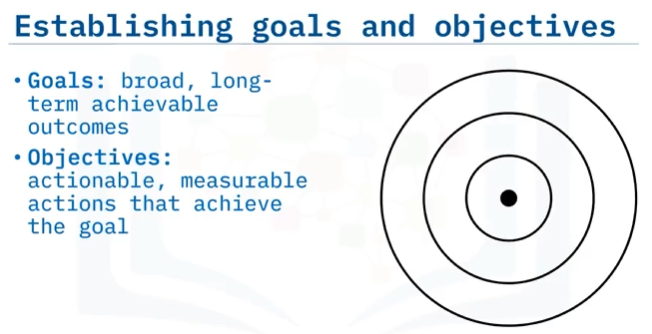 Establishing goals and objectives
• Goals: broad, long-
term achievable
outcomes
• Objectives:
actionable, measurable
actions that achieve
the goal